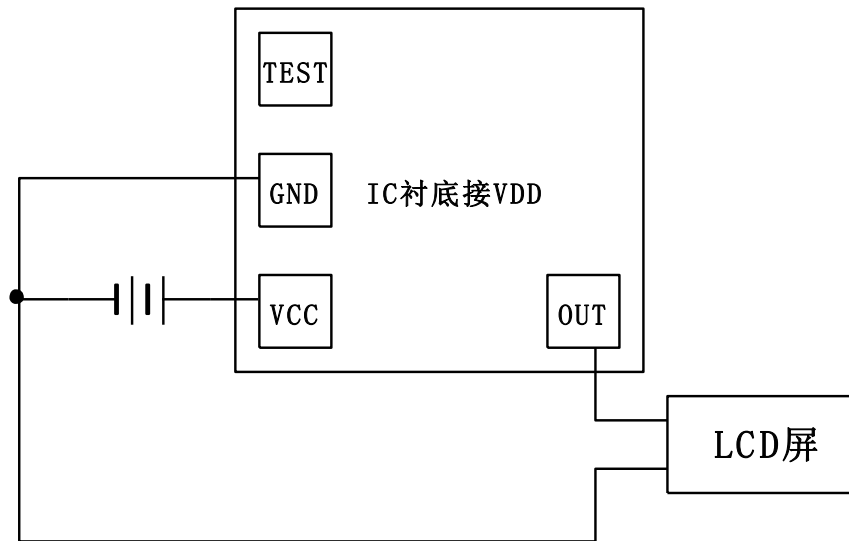 TEST
GND
IC衬底接VDD
VCC
OUT
LCD屏